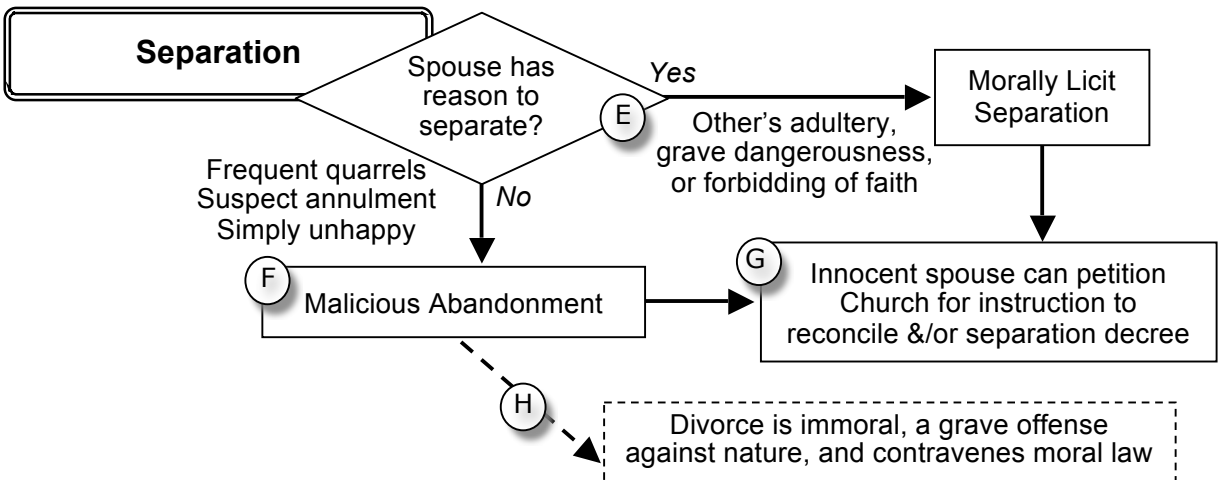 Separation
Spouse has
reason to
separate?
E
Yes
Other's adultery,
grave dangerousness,
or forbidding of faith
Morally Licit
Separation
Frequent quarrels
Suspect annulment
Simply unhappy
No
F
Malicious Abandonment
G
Innocent spouse can petition
Church for instruction to
reconcile &/or separation decree
H
Divorce is immoral, a grave offense
against nature, and contravenes moral law